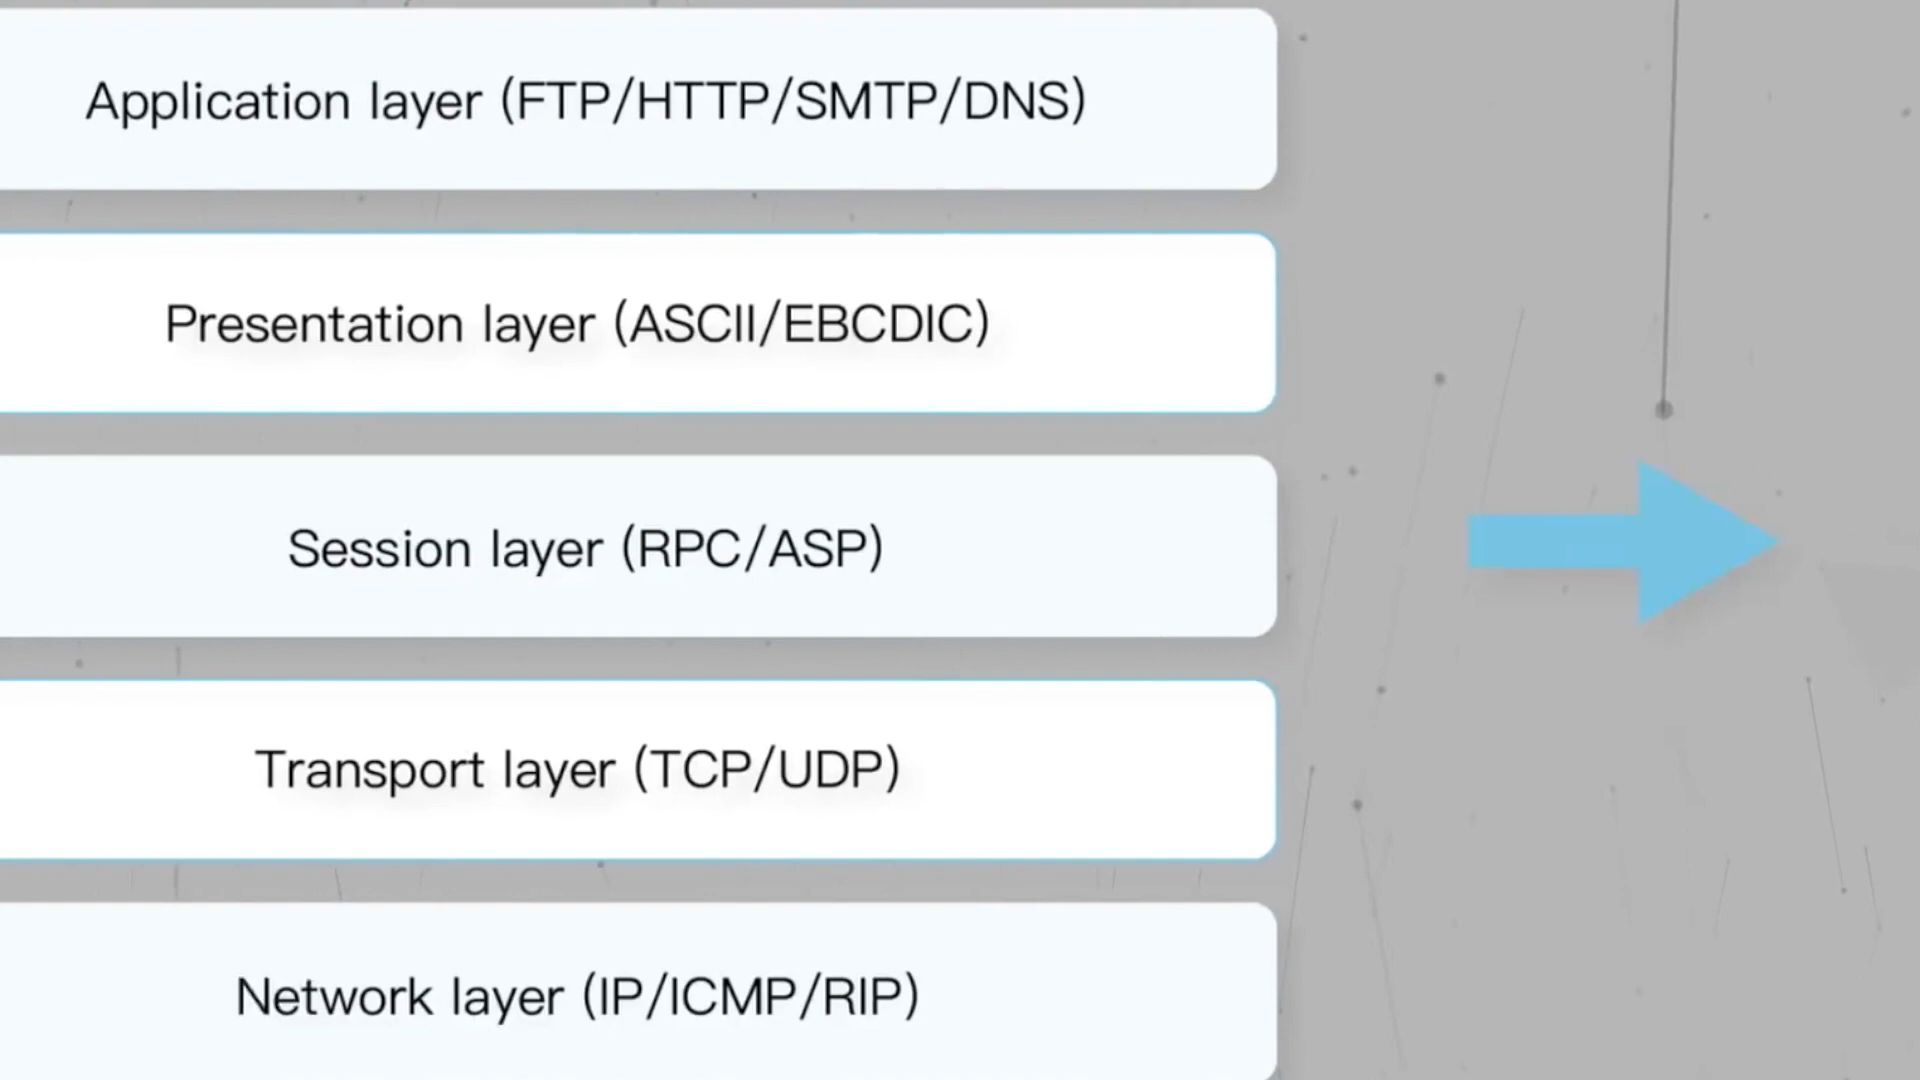 Application layer (FTP/HTTP/SMTP/DNS)
Presentation layer (ASCII/EBCDIC)
Session layer (RPC/ASP)
Transport layer (TCP/UDP)
Network layer (IP/ICMP/RIP)